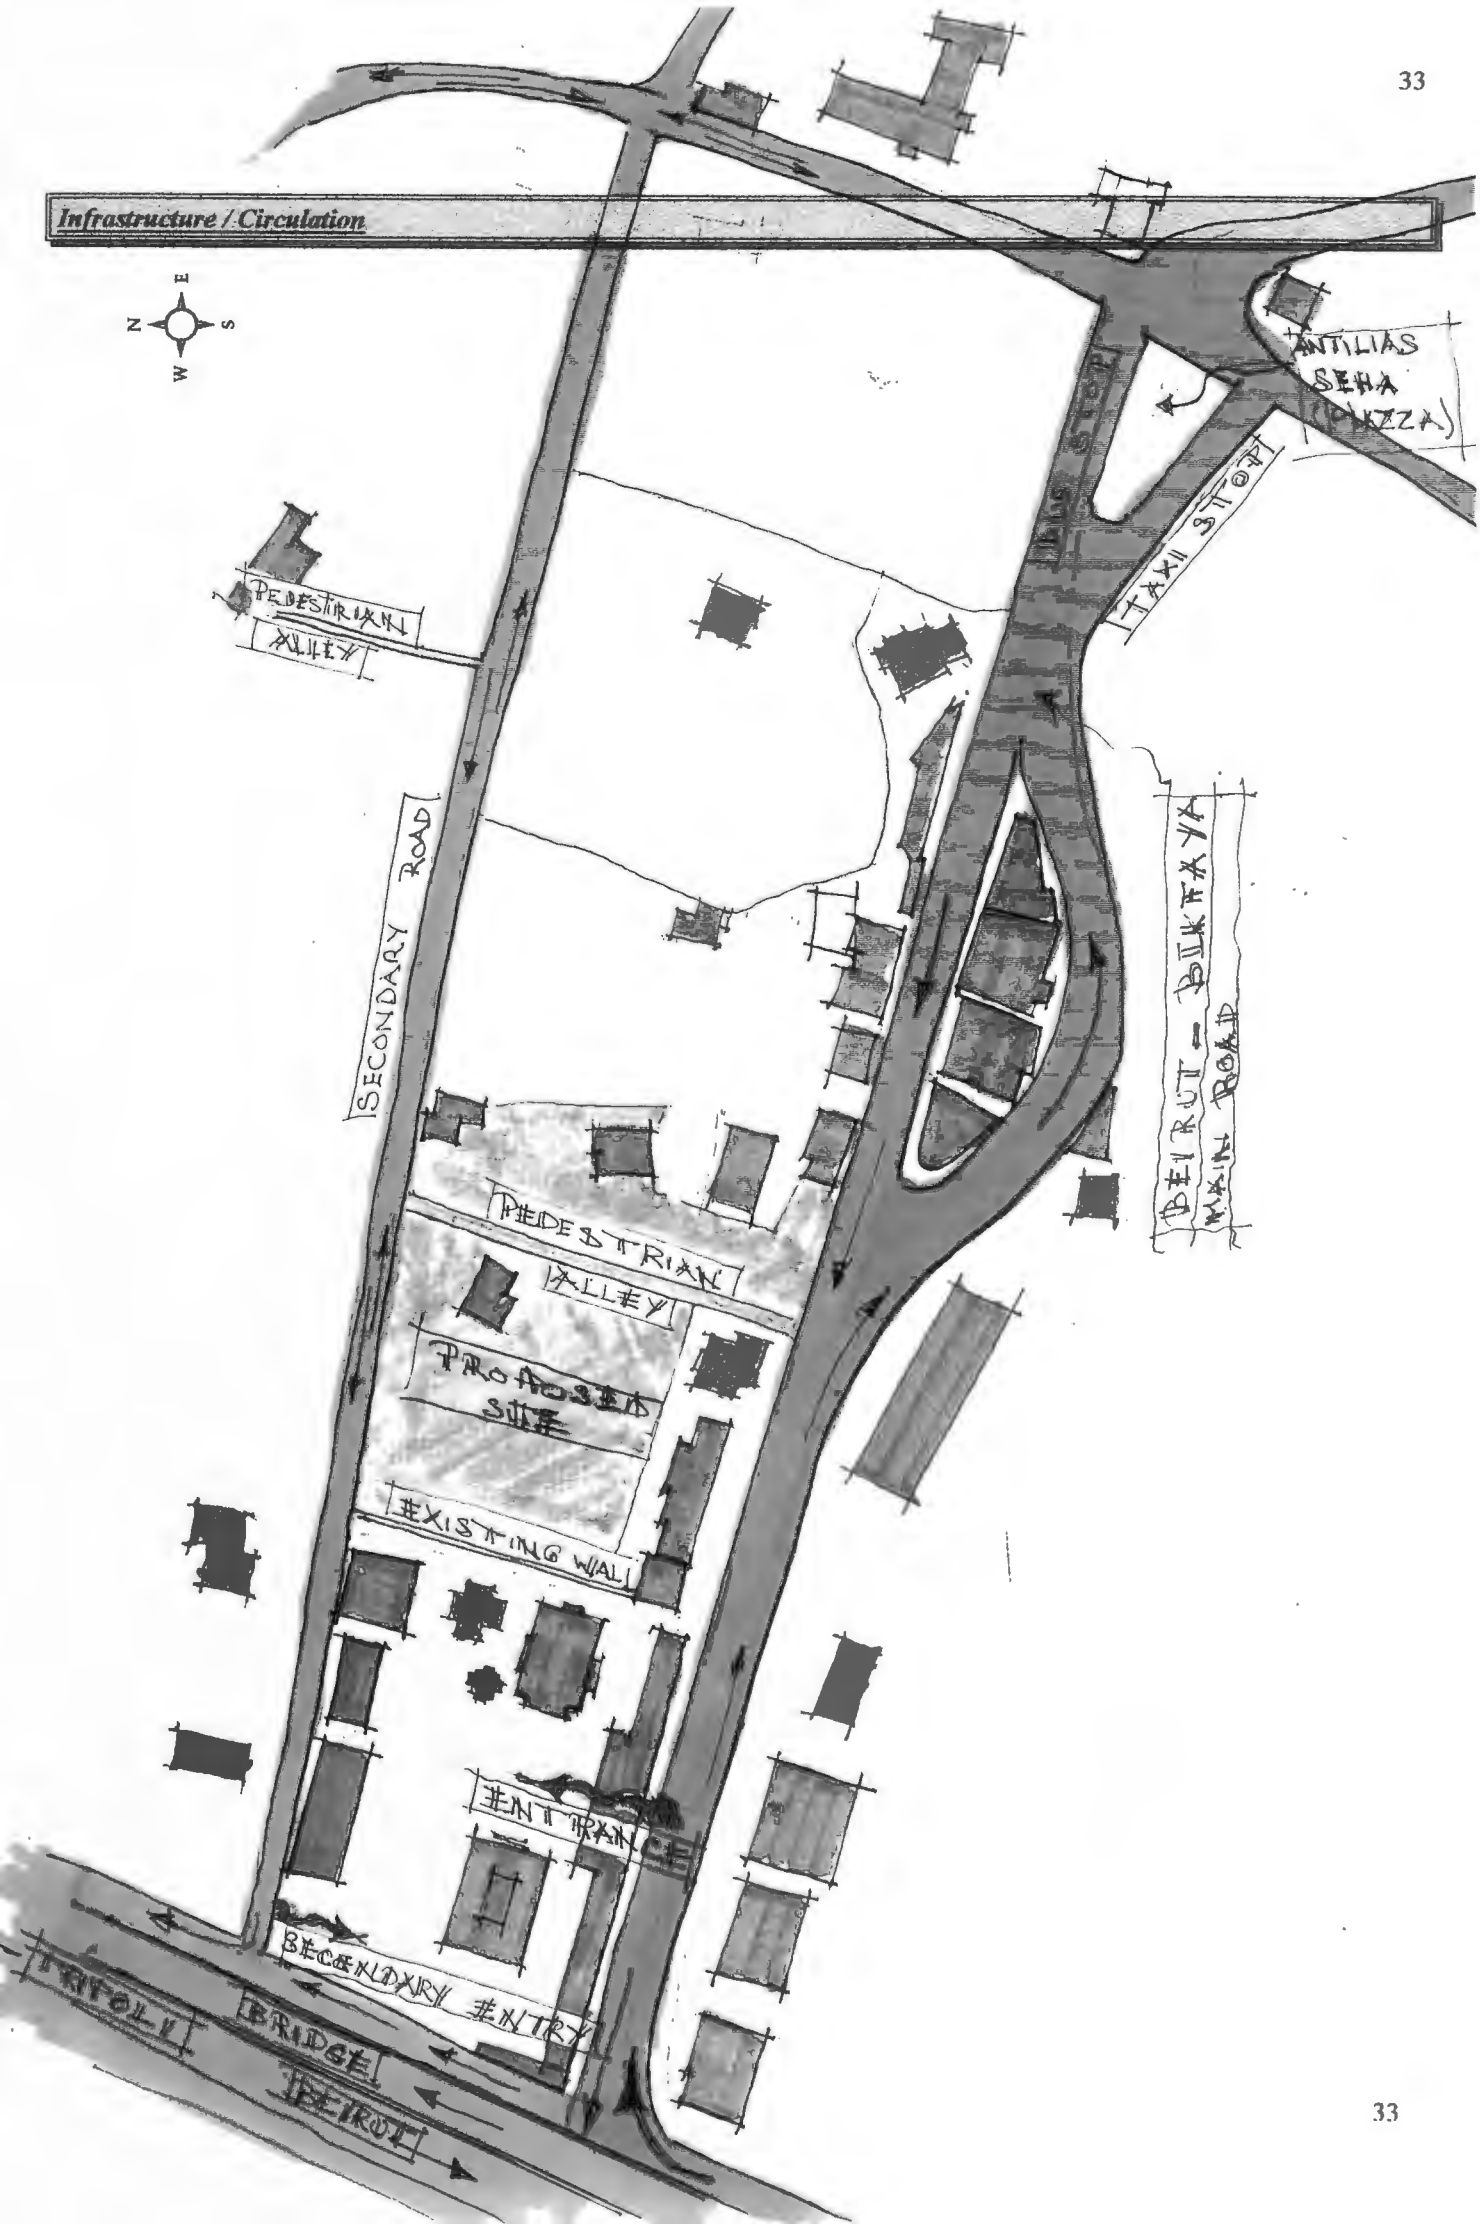 33
Infrastructure / Circulation
E
N
S
W
ANTILIAS
SEHA
(PIAZZA)
BUS STOP
TAXI STOP
PEDESTRIAN
ALLEY
SECONDARY ROAD
BEIRUT - BIKFAYA
MAIN ROAD
PEDESTRIAN
ALLEY
PROPOSED
SITE
EXISTING WALL
ENTRANCE
SECENDARY ENTRY
TRIPOLI
BRIDGE
BEIRUT
33